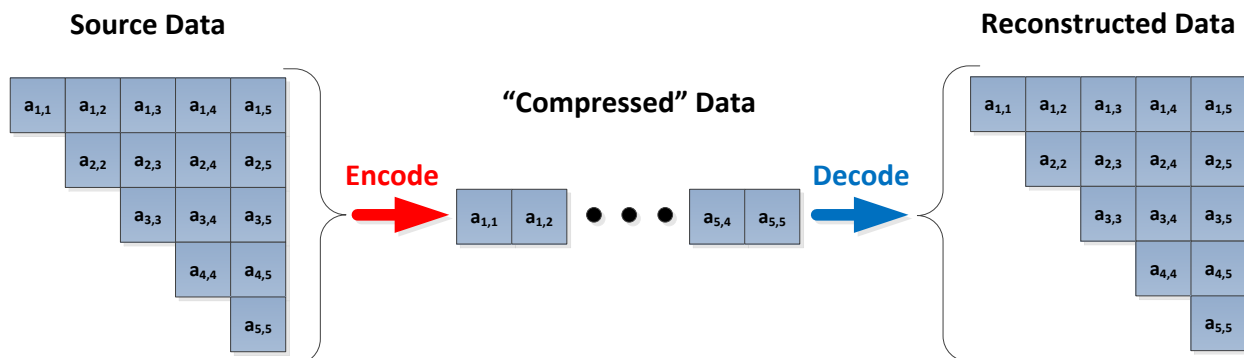 Source Data
Reconstructed Data
“Compressed” Data
a1,1 a1,2 a1,3 a1,4 a1,5
a2,2 a2,3 a2,4 a2,5
a3,3 a3,4 a3,5
a4,4 a4,5
a5,5
Encode
a1,1 a1,2 ● ● ● a5,4 a5,5
Decode
a1,1 a1,2 a1,3 a1,4 a1,5
a2,2 a2,3 a2,4 a2,5
a3,3 a3,4 a3,5
a4,4 a4,5
a5,5